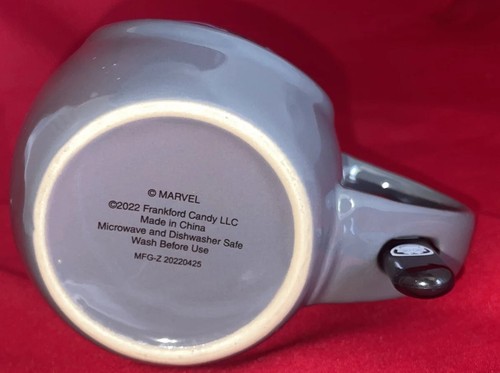 © MARVEL
©2022 Frankford Candy LLC
Made in China
Microwave and Dishwasher Safe
Wash Before Use
MFG-Z 20220425